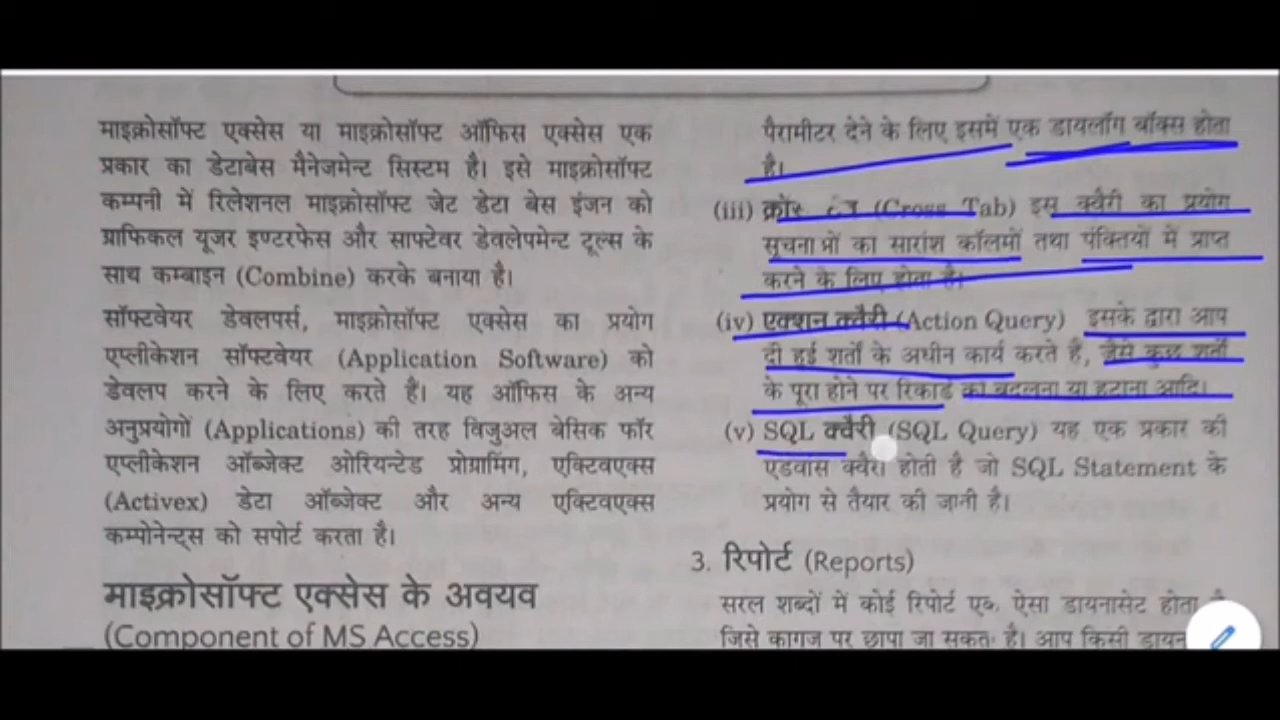 माइक्रोसॉफ्ट एक्सेस या माइक्रोसॉफ्ट ऑफिस एक्सेस एक
प्रकार का डेटाबेस मैनेजमेन्ट सिस्टम है। इसे माइक्रोसॉफ्ट
कम्पनी में रिलेशनल माइक्रोसॉफ्ट जेट डेटा बेस इंजन को
ग्राफिकल यूजर इण्टरफेस और साफ्टवेर डेवलेपमेन्ट टूल्स के
साथ कम्बाइन (Combine) करके बनाया है।
सॉफ्टवेयर डेवलपर्स, माइक्रोसॉफ्ट एक्सेस का प्रयोग
एप्लीकेशन सॉफ्टवेयर (Application Software) को
डेवलप करने के लिए करते है। यह ऑफिस के अन्य
अनुप्रयोगों (Applications) की तरह विजुअल बेसिक फॉर
एप्लीकेशन ऑब्जेक्ट ओरियन्टेड प्रोग्रामिंग, एक्टिवएक्स
(Activex) डेटा ऑब्जेक्ट और अन्य एक्टिवएक्स
कम्पोनेन्ट्स को सपोर्ट करता है।
माइक्रोसॉफ्ट एक्सेस के अवयव
(Component of MS Access)
पैरामीटर देने के लिए इसमें एक डायलॉग बॉक्स होता
है।
(iii) क्रॉस (Cross Tab) इस क्वैरी का प्रयोग
सूचनाओं का सारांश कॉलमों तथा पंक्तियों में प्राप्त
करने के लिए होता है।
(iv) एक्शन क्वैरी (Action Query) इसके द्वारा आप
दी हुई शर्तों के अधीन कार्य करते है, जैसे कुछ शर्तों
के पूरा होने पर रिकार्ड को बदलना या हटाना आदि।
(v) SQL क्वैरी (SQL Query) यह एक प्रकार की
एडवांस क्वैरी होती है जो SQL Statement के
प्रयोग से तैयार की जानी है।
3. रिपोर्ट (Reports)
सरल शब्दों में कोई रिपोर्ट एक ऐसा डायनासेट होता
जिसे कागज पर छापा जा सकता है। आप किसी